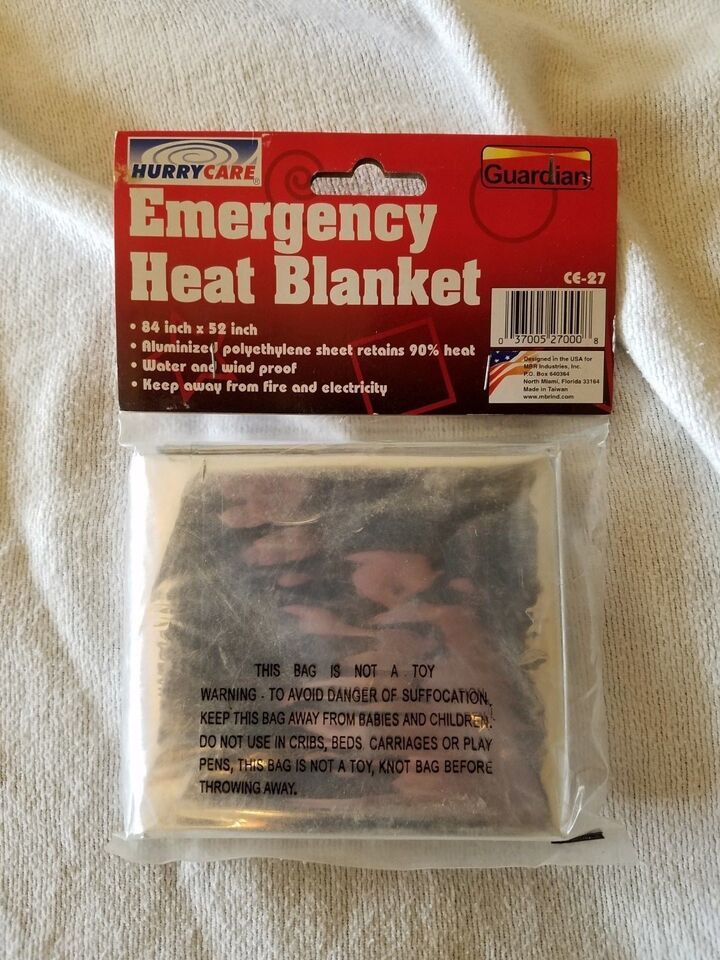 HURRYCARE®
Guardian
Emergency
Heat Blanket
CE-27
• 84 inch x 52 inch
• Aluminized polyethylene sheet retains 90% heat
• Water and wind proof
• Keep away from fire and electricity
0 37005 27000 8
Designed in the USA for
MBR Industries, Inc.
P.O. Box 640364
North Miami, Florida 33164
Made in Taiwan
www.mbrind.com
THIS BAG IS NOT A TOY
WARNING - TO AVOID DANGER OF SUFFOCATION,
KEEP THIS BAG AWAY FROM BABIES AND CHILDREN.
DO NOT USE IN CRIBS, BEDS, CARRIAGES OR PLAY
PENS, THIS BAG IS NOT A TOY, KNOT BAG BEFORE
THROWING AWAY.